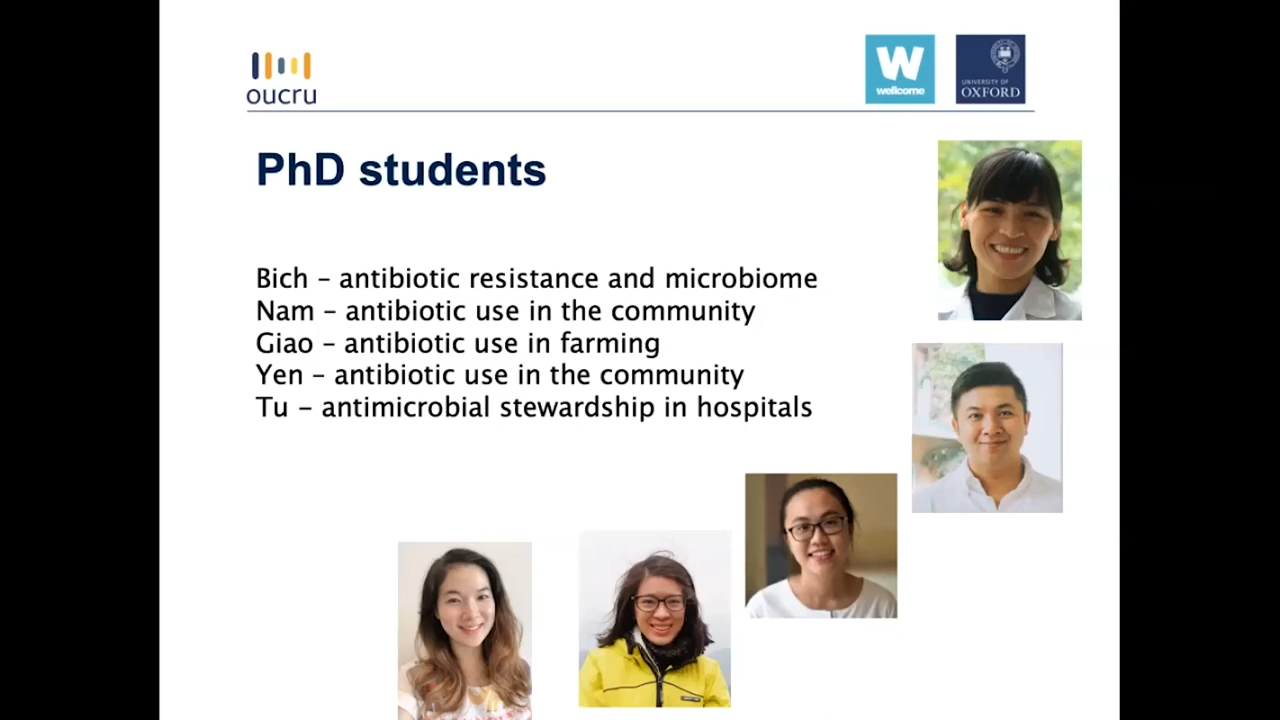 oucru
W
wellcome
UNIVERSITY OF
OXFORD
PhD students
Bich – antibiotic resistance and microbiome
Nam – antibiotic use in the community
Giao – antibiotic use in farming
Yen – antibiotic use in the community
Tu – antimicrobial stewardship in hospitals